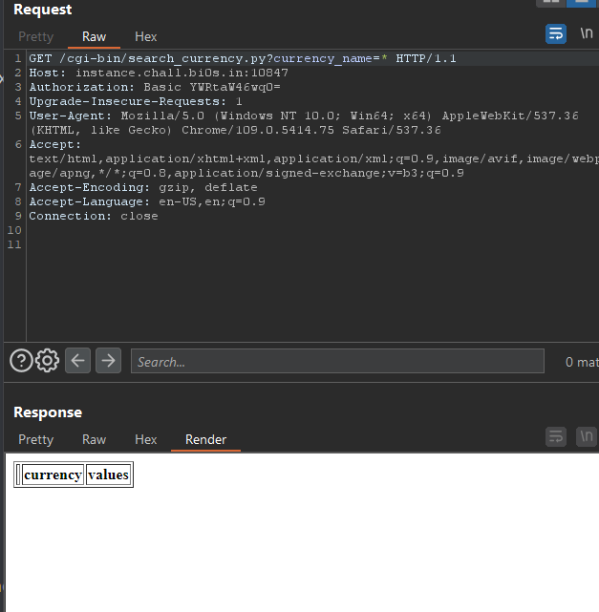 Request
Pretty Raw Hex
\n
1 GET /cgi-bin/search_currency.py?currency_name=* HTTP/1.1
2 Host: instance.chall.bi0s.in:10847
3 Authorization: Basic YWRtaW46wq0=
4 Upgrade-Insecure-Requests: 1
5 User-Agent: Mozilla/5.0 (Windows NT 10.0; Win64; x64) AppleWebKit/537.36
(KHTML, like Gecko) Chrome/109.0.5414.75 Safari/537.36
6 Accept:
text/html,application/xhtml+xml,application/xml;q=0.9,image/avif,image/webp
age/apng,*/*;q=0.8,application/signed-exchange;v=b3;q=0.9
7 Accept-Encoding: gzip, deflate
8 Accept-Language: en-US,en;q=0.9
9 Connection: close
10
11
Search...
0 mat
Response
Pretty Raw Hex Render
\n
currency values